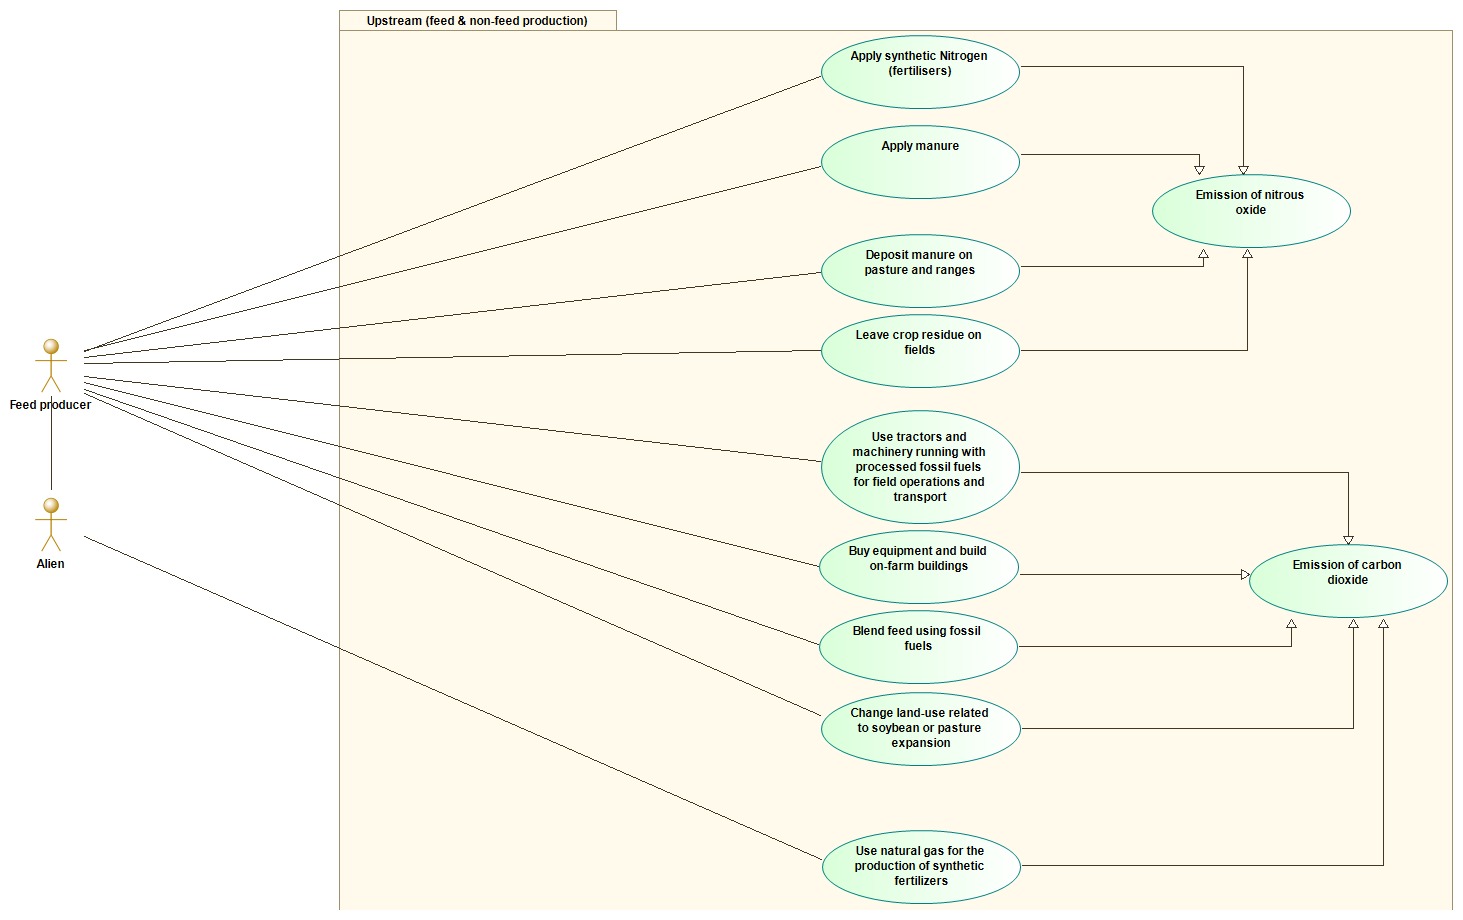 Upstream (feed & non-feed production)
Apply synthetic Nitrogen
(fertilisers)
Apply manure
Emission of nitrous
oxide
Deposit manure on
pasture and ranges
Leave crop residue on
fields
Feed producer
Use tractors and
machinery running with
processed fossil fuels
for field operations and
transport
Alien
Buy equipment and build
on-farm buildings
Emission of carbon
dioxide
Blend feed using fossil
fuels
Change land-use related
to soybean or pasture
expansion
Use natural gas for the
production of synthetic
fertilizers